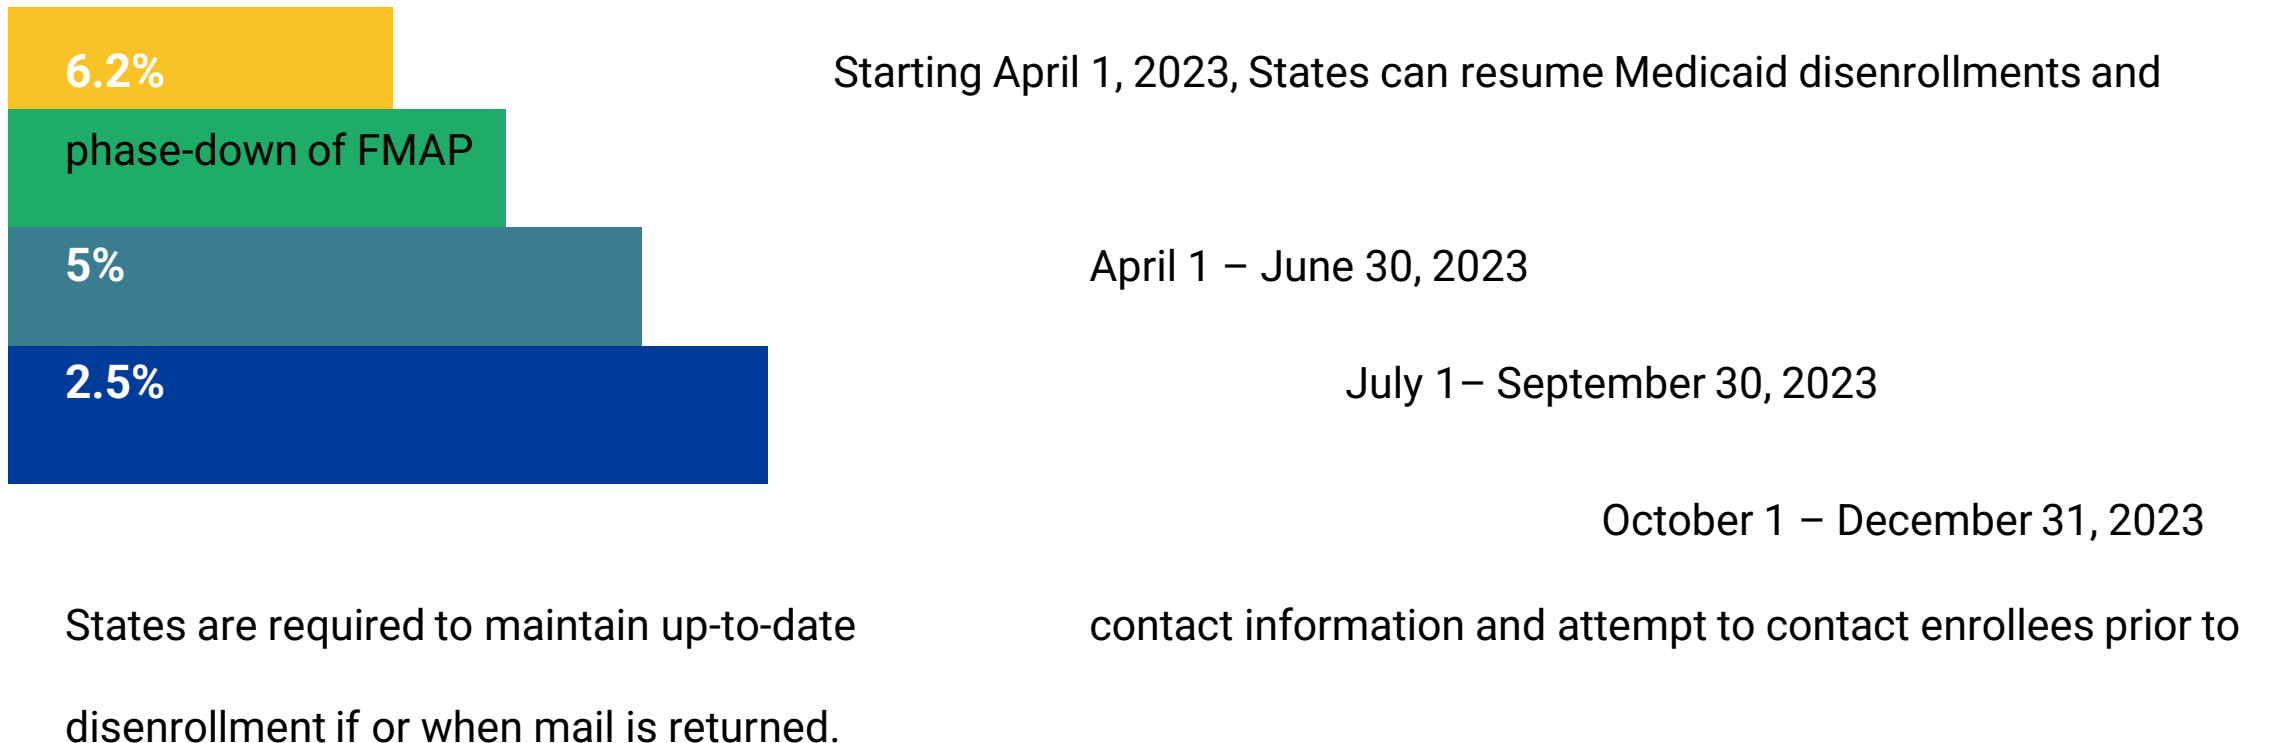 6.2% Starting April 1, 2023, States can resume Medicaid disenrollments and
phase-down of FMAP
5% April 1 – June 30, 2023
2.5% July 1– September 30, 2023
October 1 – December 31, 2023
States are required to maintain up-to-date contact information and attempt to contact enrollees prior to
disenrollment if or when mail is returned.